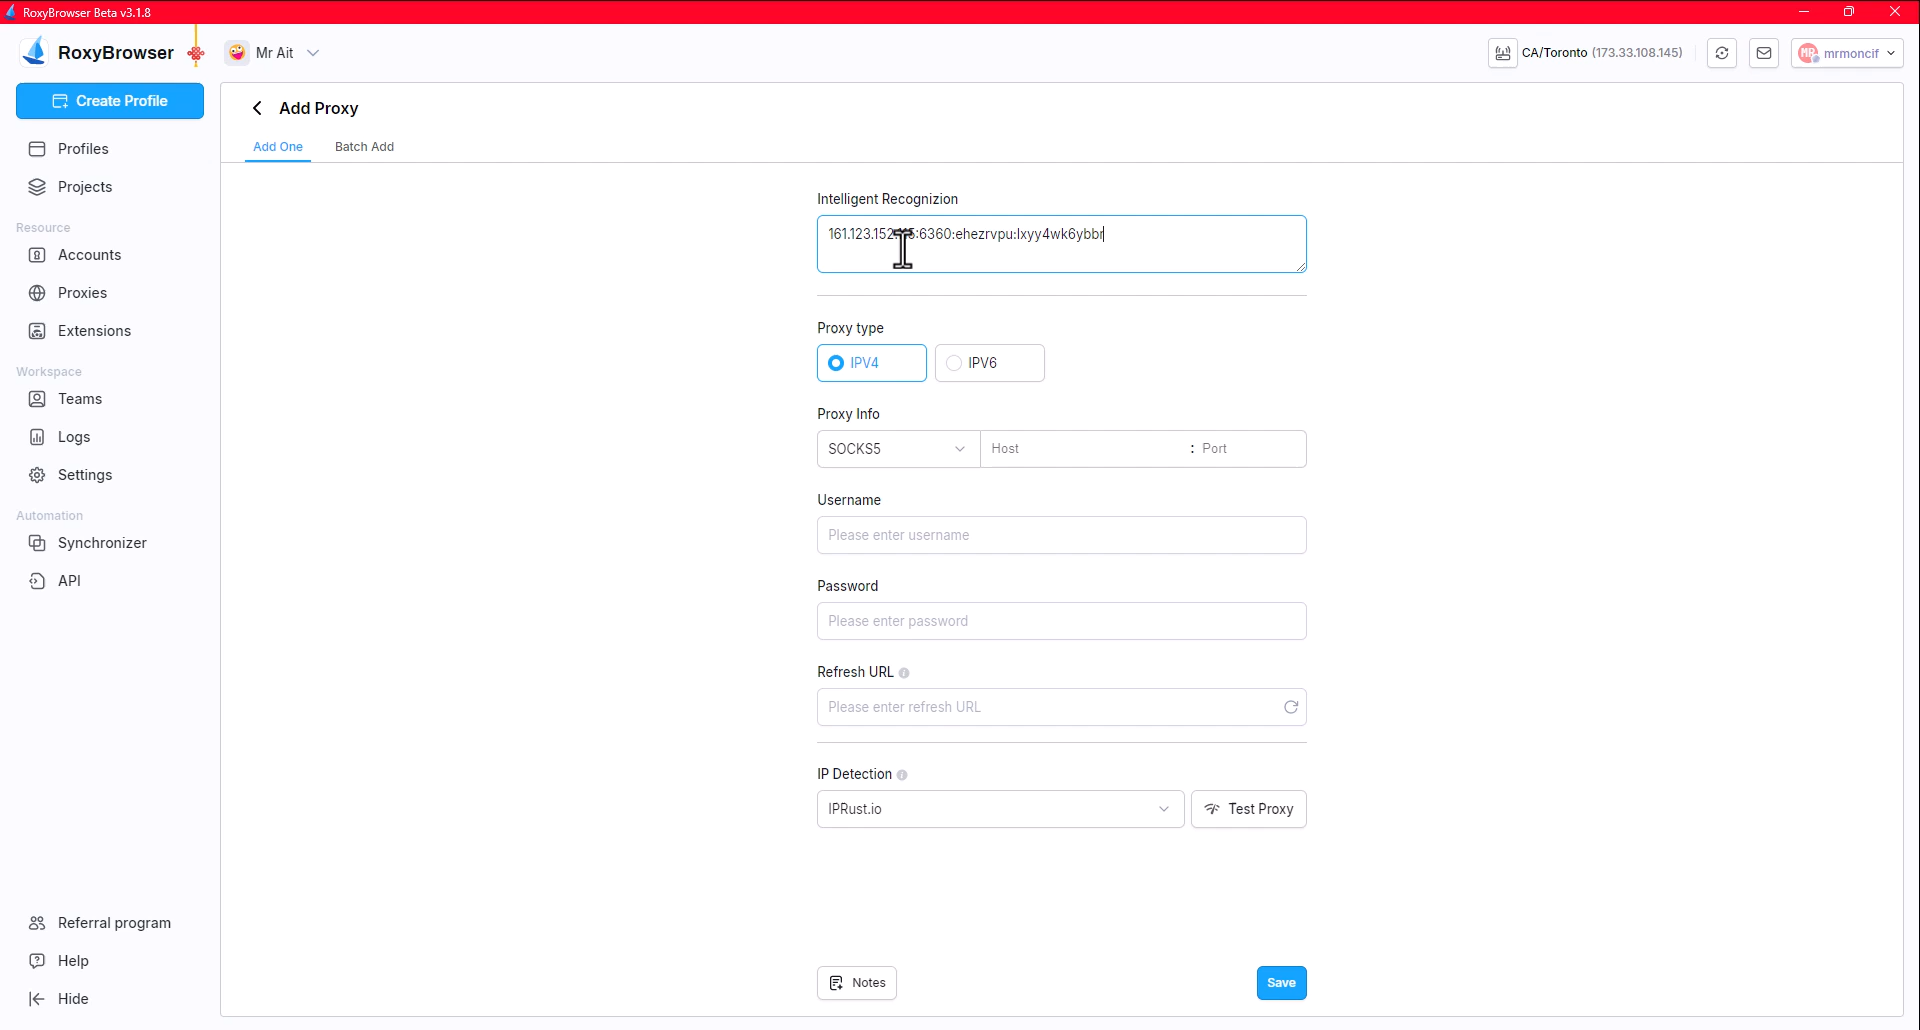 RoxyBrowser Beta v3.1.8
RoxyBrowser
Mr Ait
CA/Toronto (173.33.108.145)
MR
mrmoncif
Create Profile
Add Proxy
Add One
Batch Add
Profiles
Projects
Resource
Accounts
Proxies
Extensions
Workspace
Teams
Logs
Settings
Automation
Synchronizer
API
Referral program
Help
Hide
Intelligent Recognizion
:6360:ehezrvpu:lxyy4wk6ybbr
Proxy type
IPV4
IPV6
Proxy Info
SOCKS5
Host
: Port
Username
Please enter username
Password
Please enter password
Refresh URL
Please enter refresh URL
IP Detection
IPRust.io
Test Proxy
Notes
Save